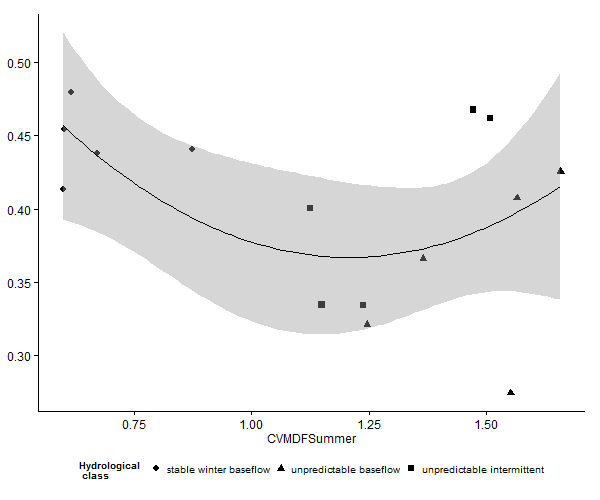 0.50
0.45
0.40
0.35
0.30
0.75 1.00 1.25 1.50
CVMDFSummer
Hydrological
class
stable winter baseflow unpredictable baseflow unpredictable intermittent